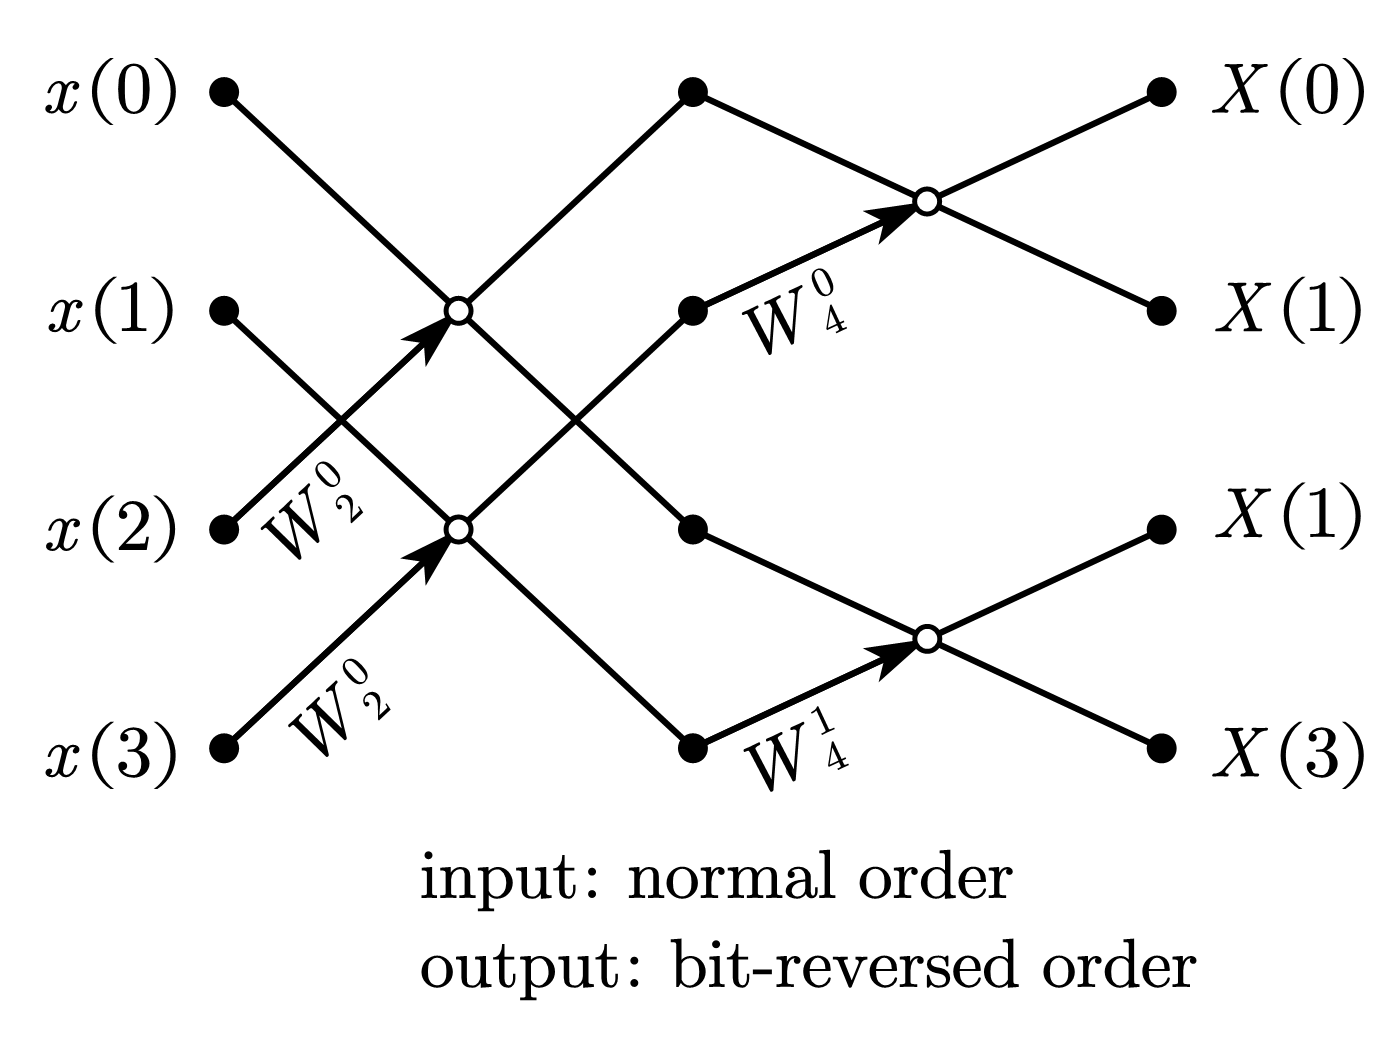 x(0) X(0)
W_4^0
x(1) X(1)
W_2^0
x(2) X(1)
W_2^0
W_4^1
x(3) X(3)
input: normal order
output: bit-reversed order